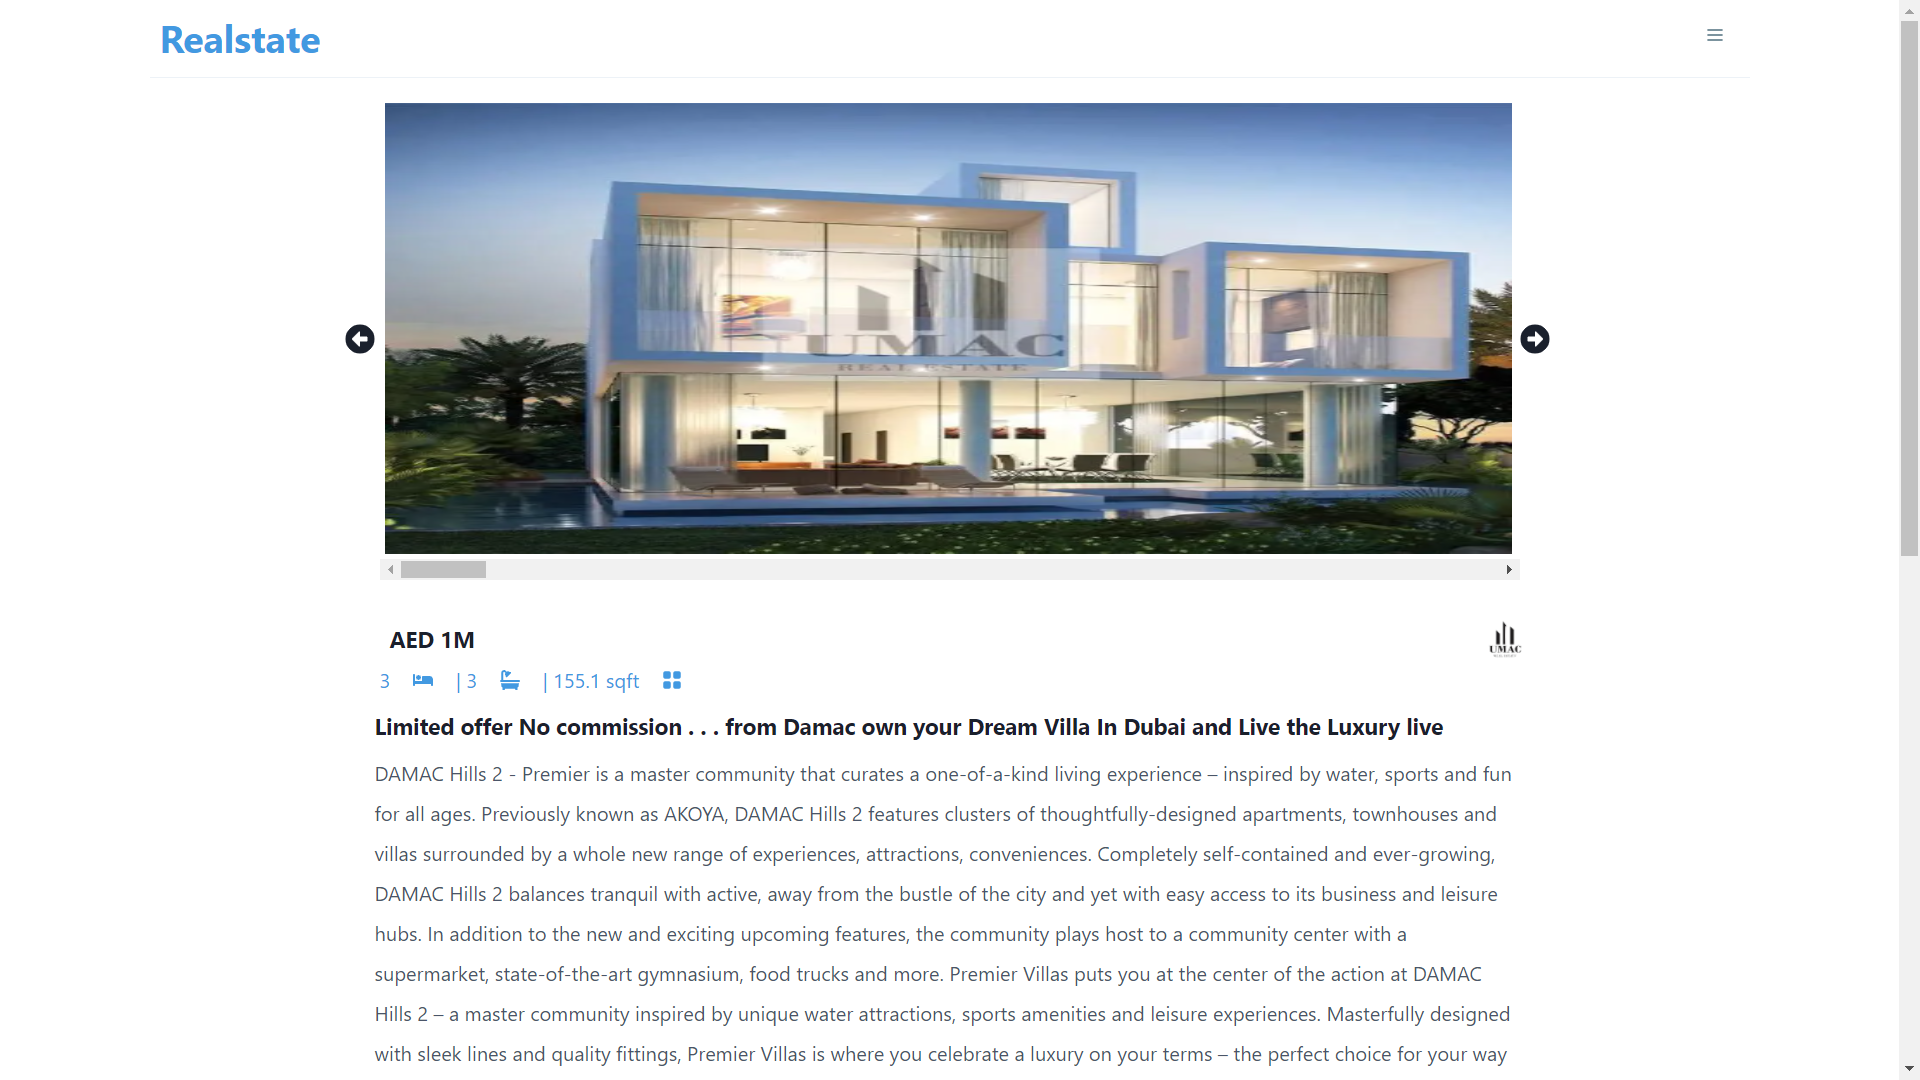 Realstate
UMAC
REAL ESTATE
AED 1M
UMAC
3 | 3 | 155.1 sqft
Limited offer No commission . . . from Damac own your Dream Villa In Dubai and Live the Luxury live
DAMAC Hills 2 - Premier is a master community that curates a one-of-a-kind living experience – inspired by water, sports and fun
for all ages. Previously known as AKOYA, DAMAC Hills 2 features clusters of thoughtfully-designed apartments, townhouses and
villas surrounded by a whole new range of experiences, attractions, conveniences. Completely self-contained and ever-growing,
DAMAC Hills 2 balances tranquil with active, away from the bustle of the city and yet with easy access to its business and leisure
hubs. In addition to the new and exciting upcoming features, the community plays host to a community center with a
supermarket, state-of-the-art gymnasium, food trucks and more. Premier Villas puts you at the center of the action at DAMAC
Hills 2 – a master community inspired by unique water attractions, sports amenities and leisure experiences. Masterfully designed
with sleek lines and quality fittings, Premier Villas is where you celebrate a luxury on your terms – the perfect choice for your way